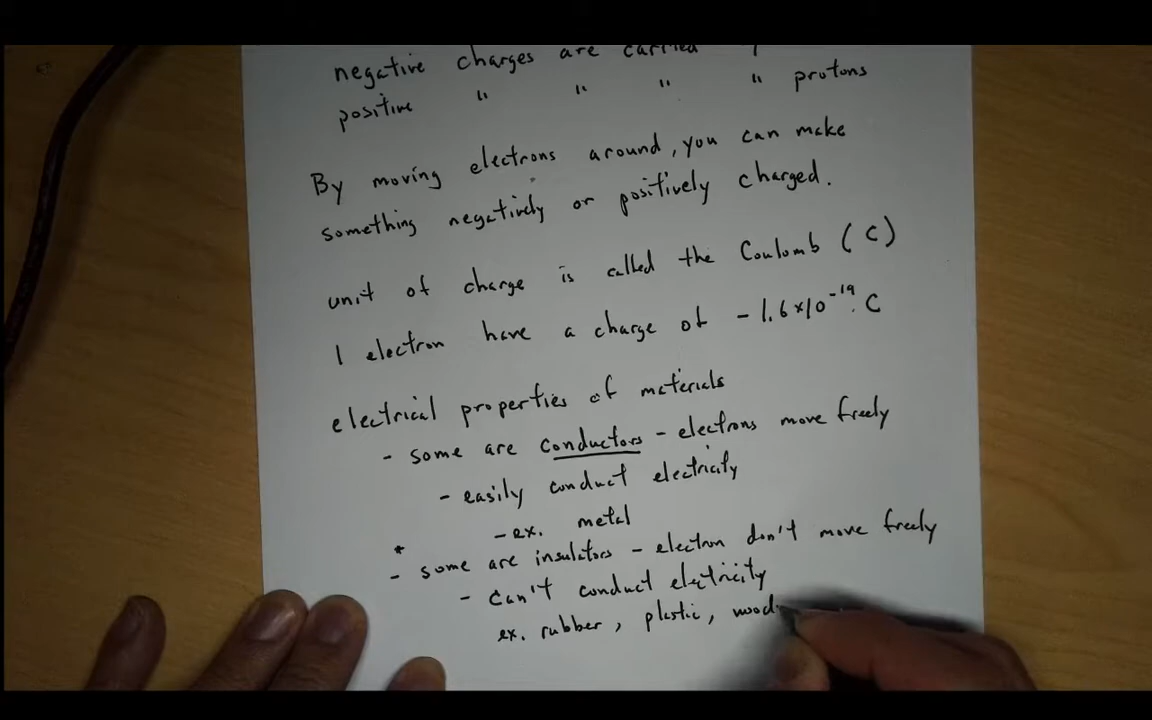 negative charges are carried
positive " " " " protons
By moving electrons around, you can make
something negatively or positively charged.
unit of charge is called the Coulomb (C)
1 electron have a charge of -1.6×10⁻¹⁹ C
electrical properties of materials
- some are conductors - electrons move freely
- easily conduct electricity
- ex. metal
- some are insulators - electron don't move freely
- can't conduct electricity
ex. rubber, plastic, wood